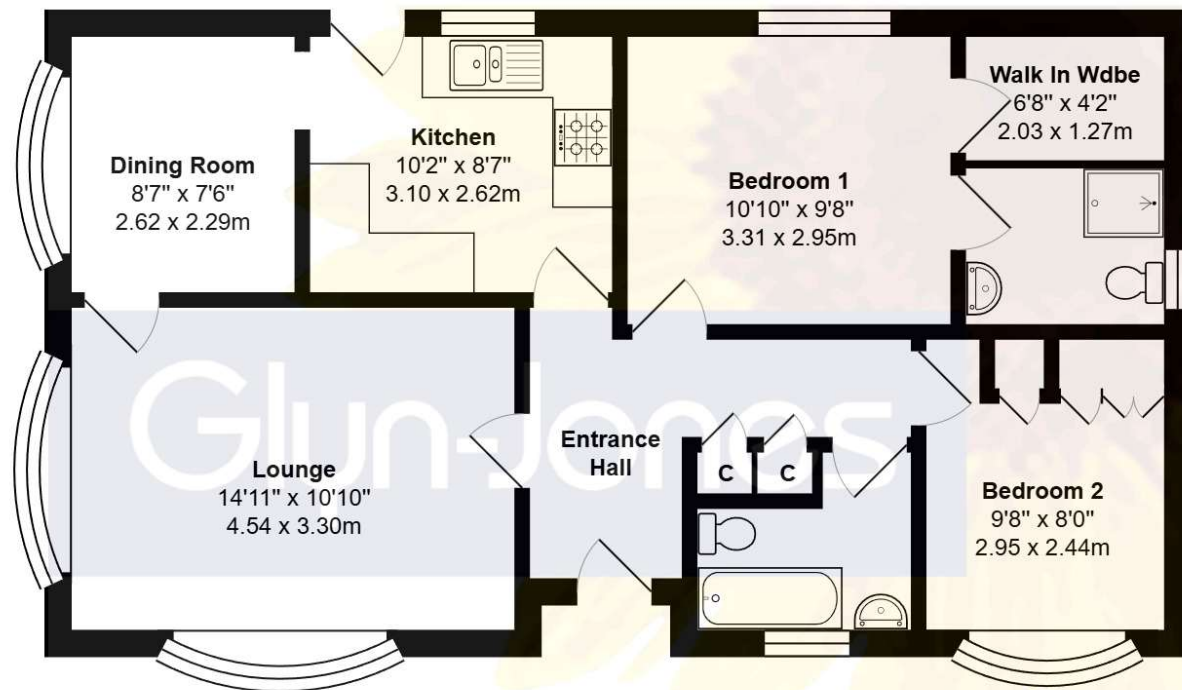 Dining Room
8'7" x 7'6"
2.62 x 2.29m
Kitchen
10'2" x 8'7"
3.10 x 2.62m
Bedroom 1
10'10" x 9'8"
3.31 x 2.95m
Walk In Wdbe
6'8" x 4'2"
2.03 x 1.27m
Glyn-Jones
Lounge
14'11" x 10'10"
4.54 x 3.30m
Entrance
Hall
C
C
Bedroom 2
9'8" x 8'0"
2.95 x 2.44m